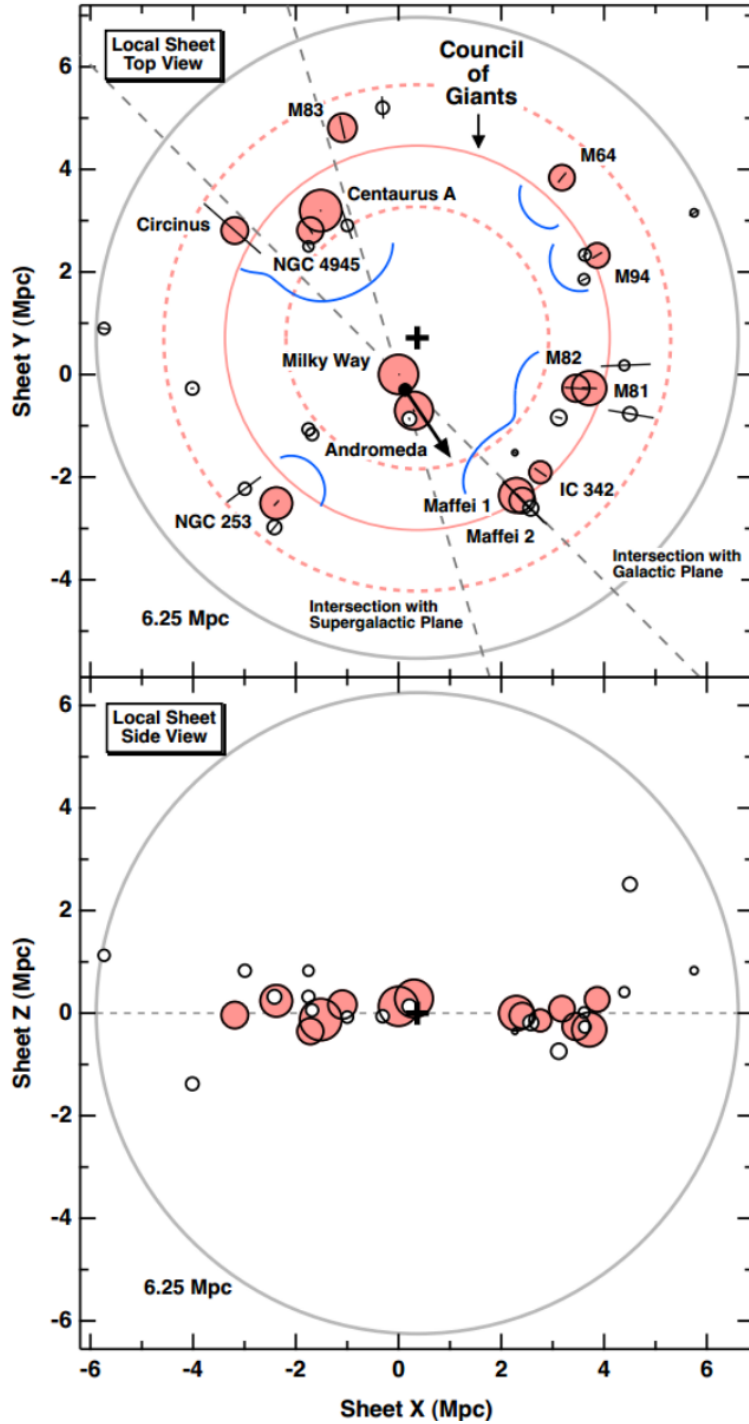 Local Sheet
Top View
Council
of
Giants
M83
M64
Centaurus A
Circinus
NGC 4945
M94
Milky Way
M82
M81
Andromeda
IC 342
Maffei 1
Maffei 2
NGC 253
Intersection with
Galactic Plane
Intersection with
Supergalactic Plane
6.25 Mpc
Sheet Y (Mpc)
6
4
2
0
-2
-4
-6
Local Sheet
Side View
6.25 Mpc
Sheet Z (Mpc)
6
4
2
0
-2
-4
-6
-6 -4 -2 0 2 4 6
Sheet X (Mpc)